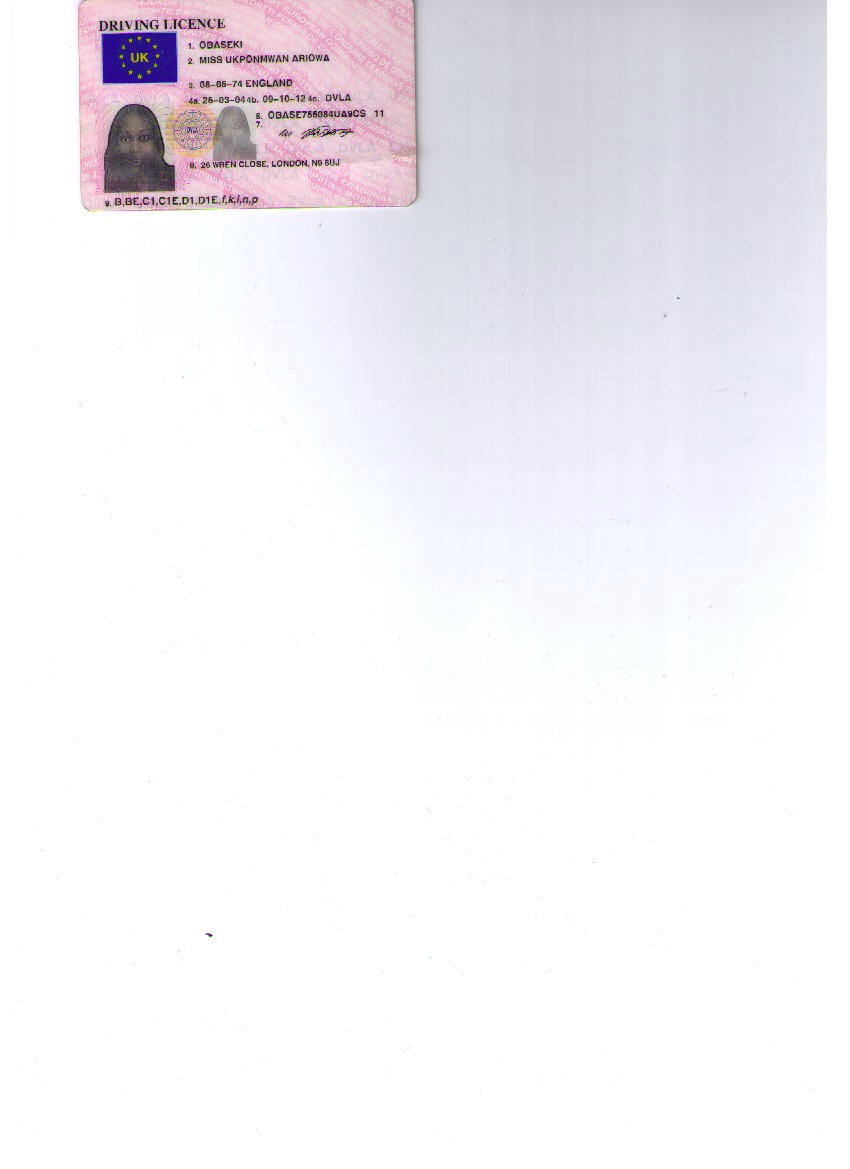 DRIVING LICENCE
UK
1. OBASEKI
2. MISS UKPONMWAN ARIOWA
3. 08-05-74 ENGLAND
4a. 25-03-04 4b. 09-10-12 4c. DVLA
5. OBASE755084UA9CS 11
7.
8. 26 WREN CLOSE, LONDON, N9 8UJ
9. B,BE,C1,C1E,D1,D1E,f,k,l,n,p